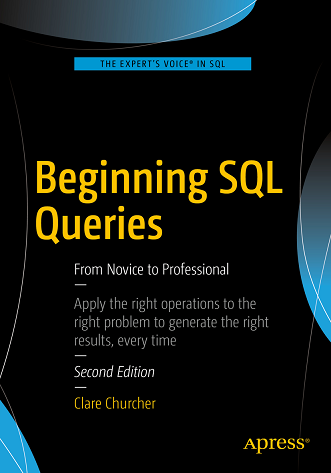 THE EXPERT'S VOICE® IN SQL
Beginning SQL
Queries
From Novice to Professional
Apply the right operations to the
right problem to generate the right
results, every time
Second Edition
Clare Churcher
Apress®